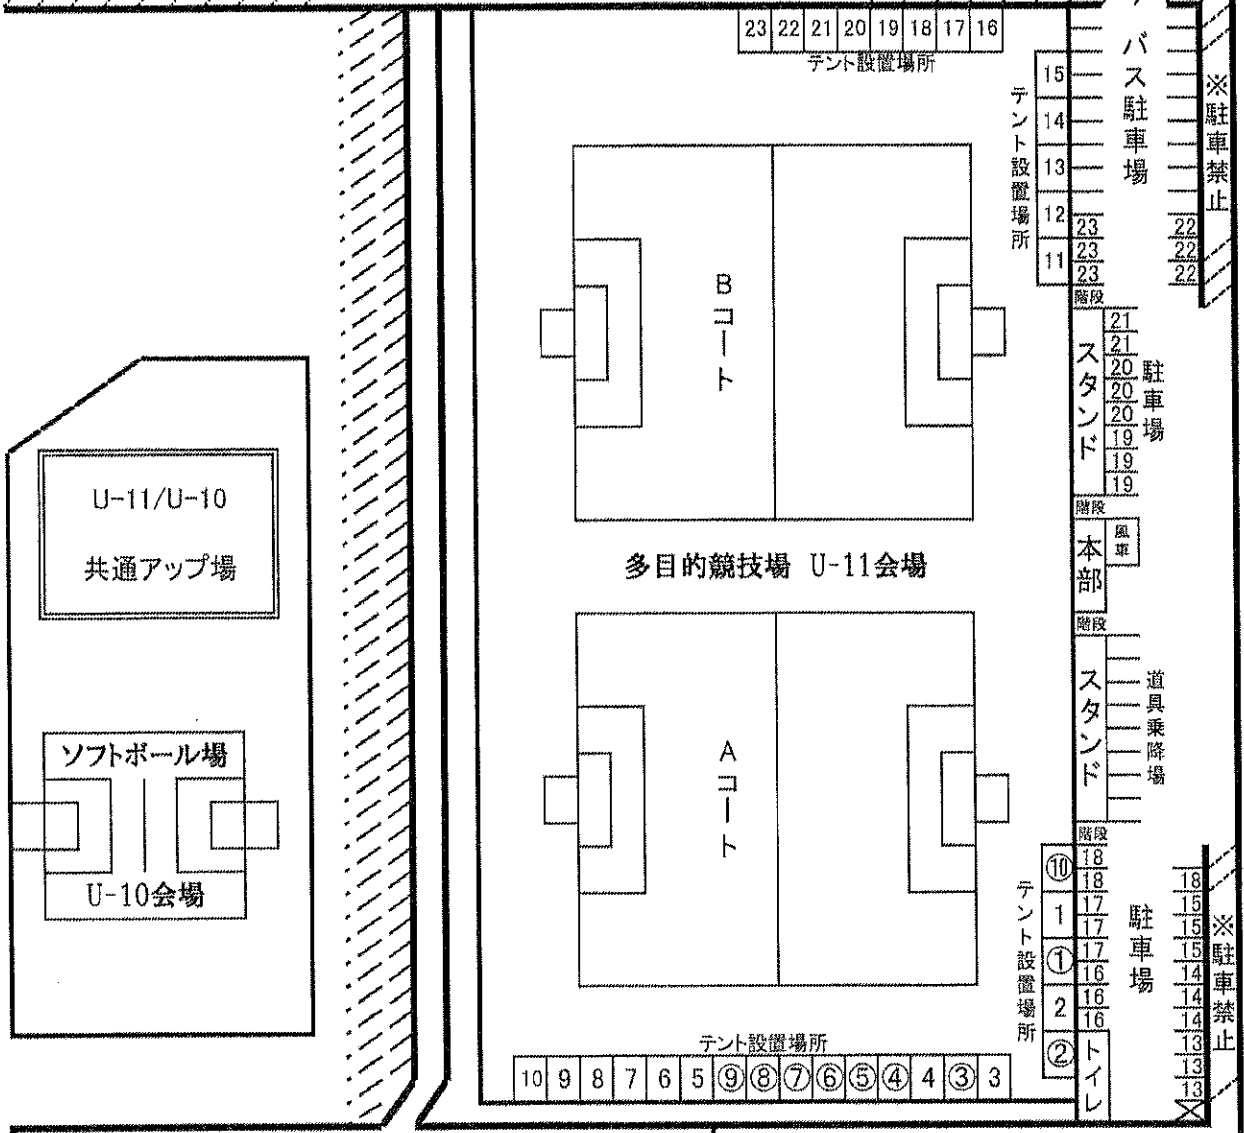 23 22 21 20 19 18 17 16
テント設置場所
15
14
13
12
11
テント設置場所
バス駐車場
※駐車禁止
23
23
23
22
22
22
階段
スタンド
21
21
20
20
20
19
19
19
駐車場
階段
本部
風車
階段
スタンド
道具乗降場
階段
Bコート
多目的競技場 U-11会場
Aコート
U-11/U-10
共通アップ場
ソフトボール場
U-10会場
テント設置場所
⑩
1
①
2
②
18
18
17
17
17
16
16
16
トイレ
駐車場
18
15
15
15
14
14
14
13
13
13
※駐車禁止
テント設置場所
10 9 8 7 6 5 ⑨ ⑧ ⑦ ⑥ ⑤ ④ 4 ③ 3